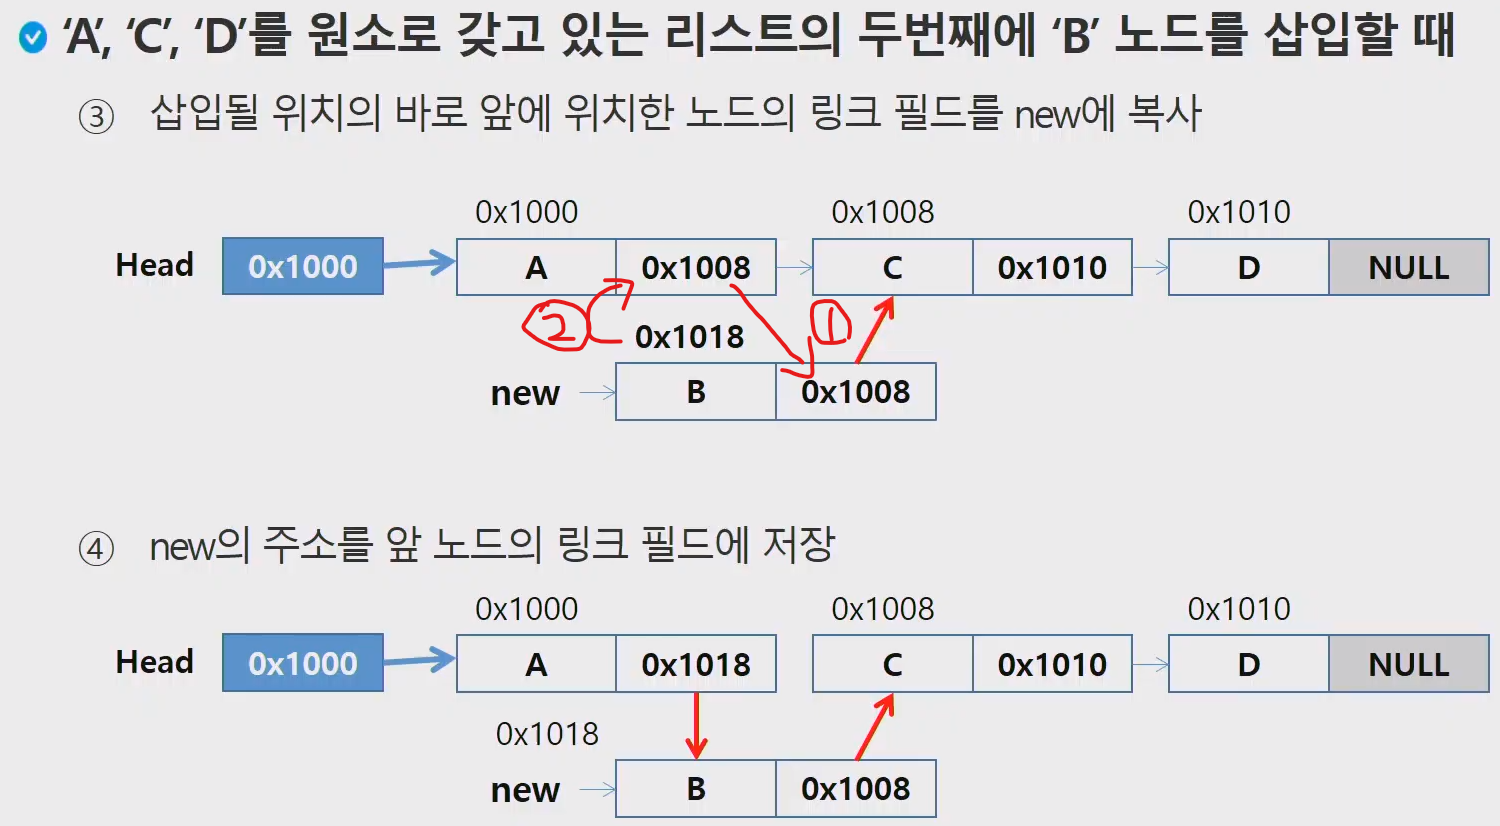 ‘A’, ‘C’, ‘D’를 원소로 갖고 있는 리스트의 두번째에 ‘B’ 노드를 삽입할 때
③ 삽입될 위치의 바로 앞에 위치한 노드의 링크 필드를 new에 복사
0x1000 0x1008 0x1010
Head 0x1000 A 0x1008 C 0x1010 D NULL
② 0x1018 ①
new B 0x1008
④ new의 주소를 앞 노드의 링크 필드에 저장
0x1000 0x1008 0x1010
Head 0x1000 A 0x1018 C 0x1010 D NULL
0x1018
new B 0x1008